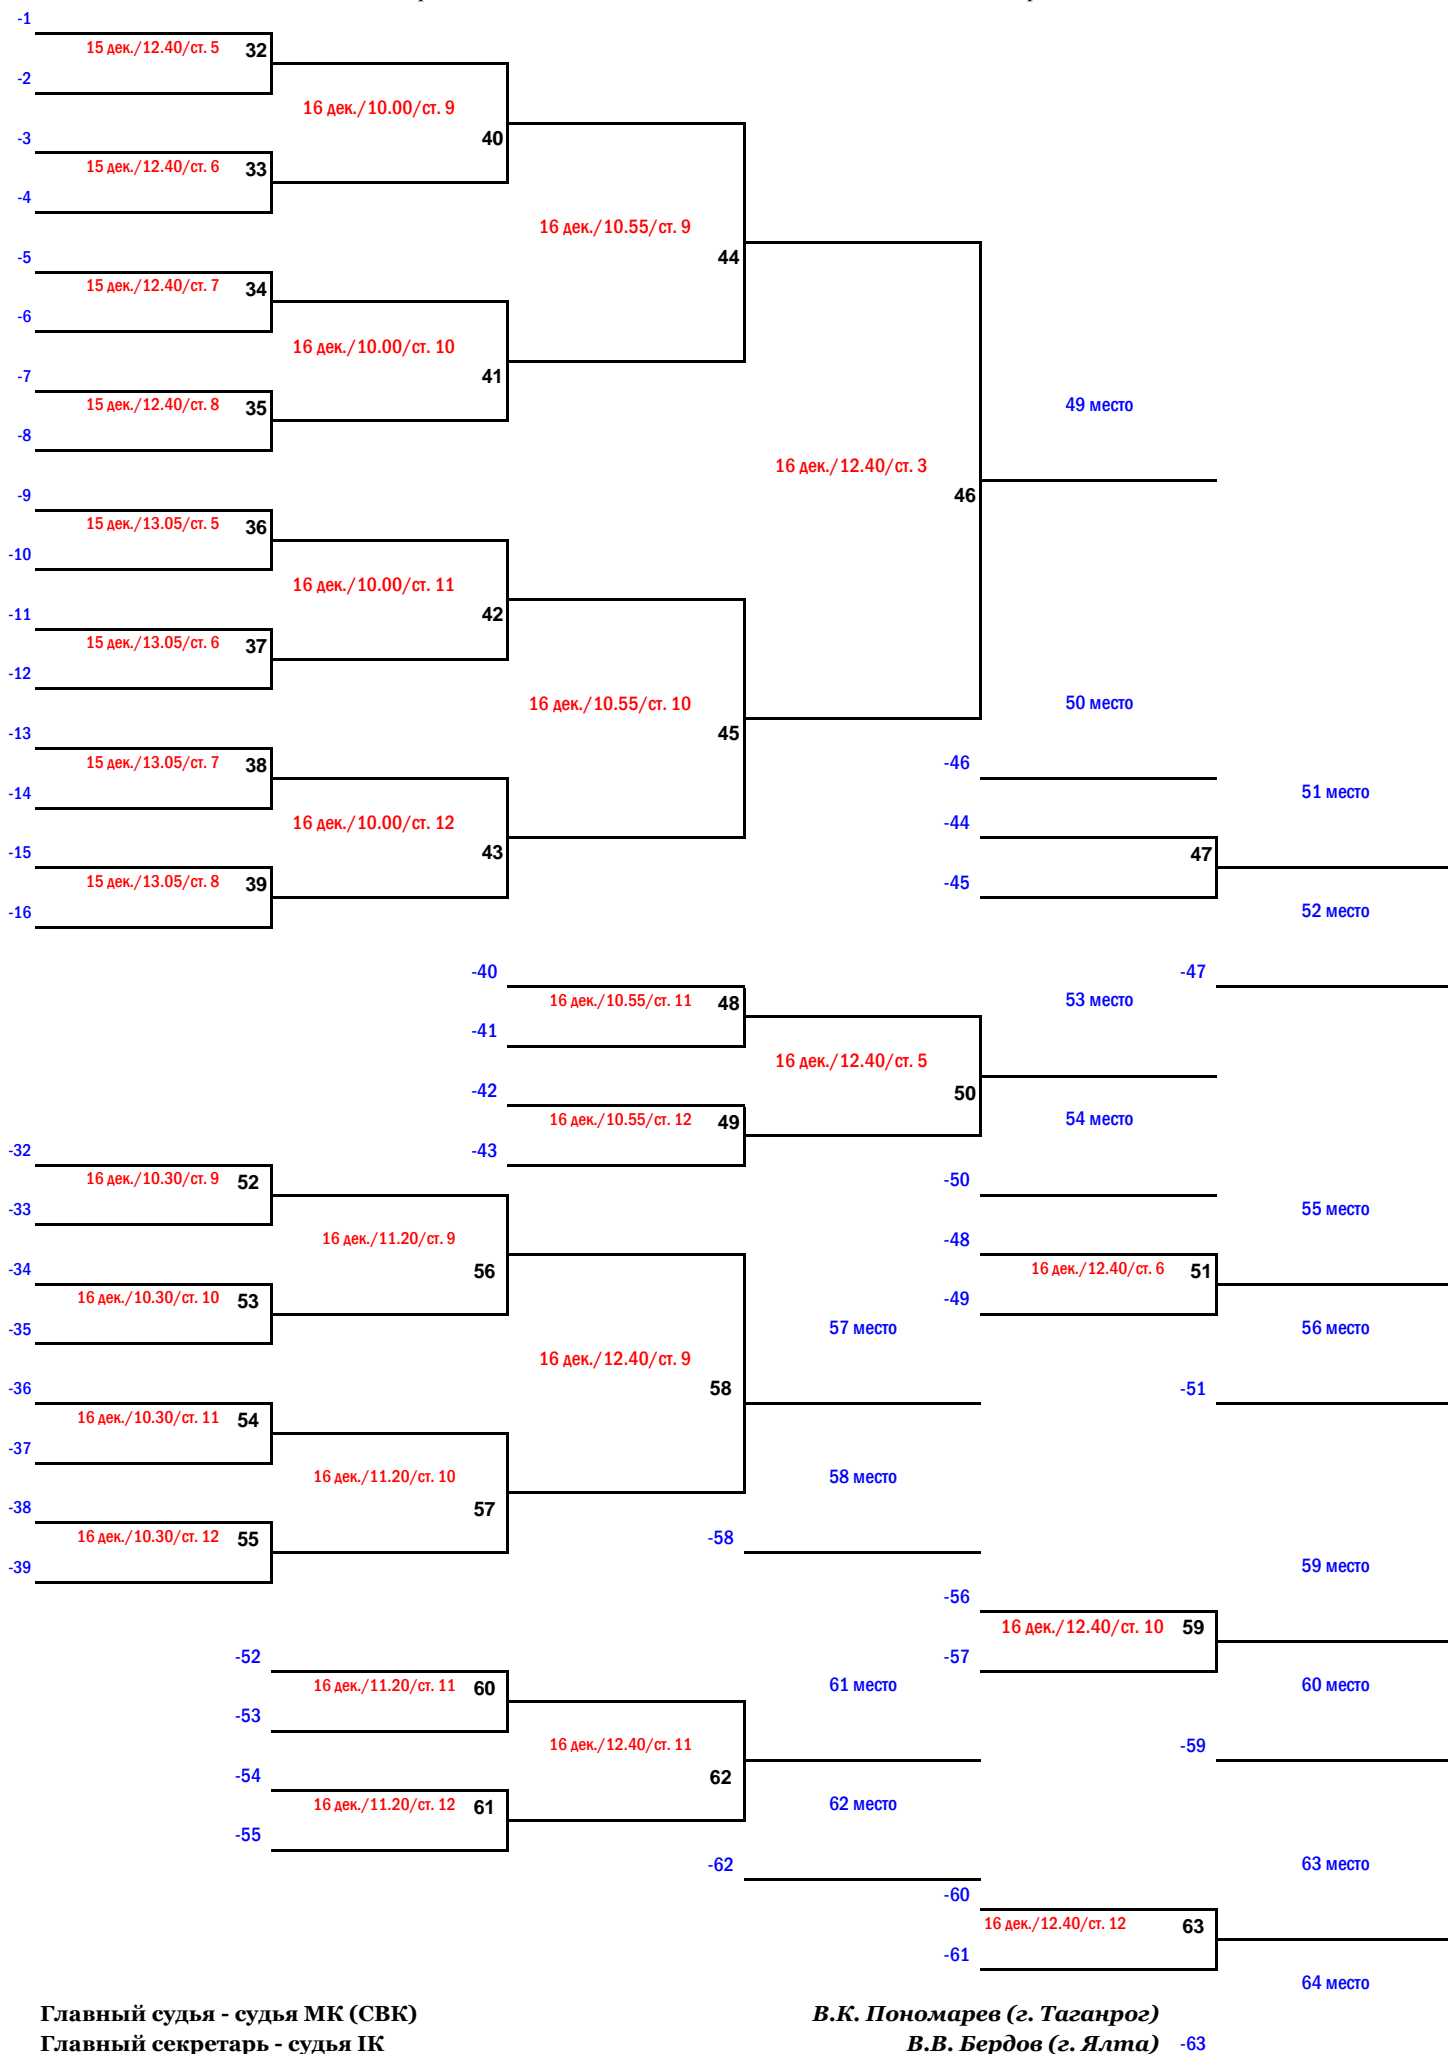 -1
15 дек./12.40/ст. 5 32
-2
16 дек./10.00/ст. 9
-3
40
15 дек./12.40/ст. 6 33
-4
16 дек./10.55/ст. 9
-5
44
15 дек./12.40/ст. 7 34
-6
16 дек./10.00/ст. 10
-7
41
15 дек./12.40/ст. 8 35
49 место
-8
16 дек./12.40/ст. 3
-9
46
15 дек./13.05/ст. 5 36
-10
16 дек./10.00/ст. 11
-11
42
15 дек./13.05/ст. 6 37
-12
16 дек./10.55/ст. 10
50 место
-13
45
15 дек./13.05/ст. 7 38
-46
-14
51 место
16 дек./10.00/ст. 12
-44
-15
43
47
15 дек./13.05/ст. 8 39
-45
-16
52 место
-40
-47
16 дек./10.55/ст. 11 48
53 место
-41
16 дек./12.40/ст. 5
-42
50
16 дек./10.55/ст. 12 49
54 место
-32
-43
16 дек./10.30/ст. 9 52
-50
-33
55 место
16 дек./11.20/ст. 9
-48
-34
56
16 дек./12.40/ст. 6 51
16 дек./10.30/ст. 10 53
-49
-35
57 место
56 место
16 дек./12.40/ст. 9
-36
58
-51
16 дек./10.30/ст. 11 54
-37
16 дек./11.20/ст. 10
58 место
-38
57
16 дек./10.30/ст. 12 55
-58
-39
59 место
-56
16 дек./12.40/ст. 10 59
-52
-57
16 дек./11.20/ст. 11 60
61 место
60 место
-53
16 дек./12.40/ст. 11
-59
-54
62
16 дек./11.20/ст. 12 61
62 место
-55
-62
63 место
-60
16 дек./12.40/ст. 12 63
-61
64 место
Главный судья - судья МК (СВК) В.К. Пономарев (г. Таганрог)
Главный секретарь - судья IК В.В. Бердов (г. Ялта) -63